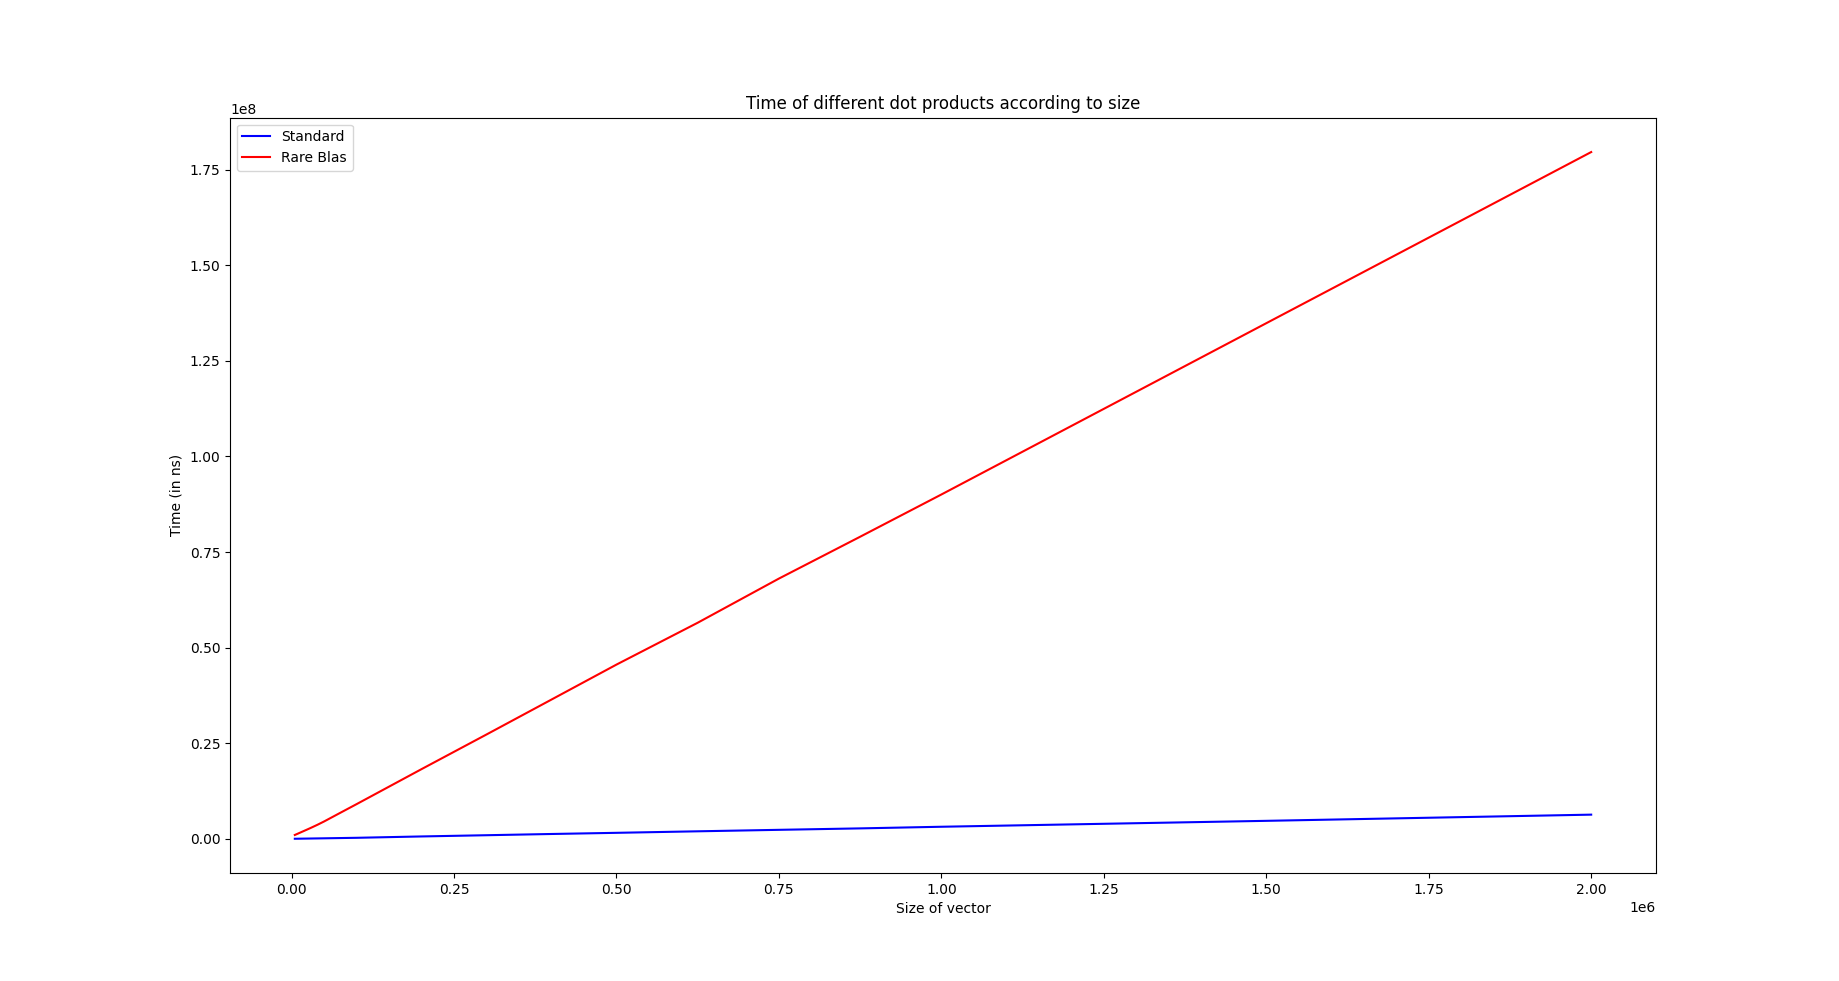 Time of different dot products according to size
1e8
Standard
Rare Blas
1.75
1.50
1.25
1.00
0.75
0.50
0.25
0.00
Time (in ns)
0.00 0.25 0.50 0.75 1.00 1.25 1.50 1.75 2.00
Size of vector
1e6